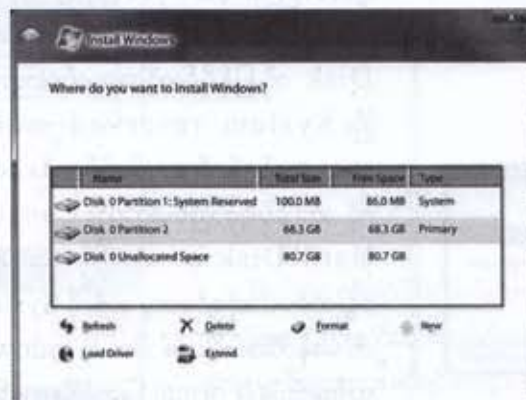 Install Windows
Where do you want to Install Windows?
Name Total Size Free Space Type
Disk 0 Partition 1: System Reserved 100.0 MB 86.0 MB System
Disk 0 Partition 2 68.3 GB 68.3 GB Primary
Disk 0 Unallocated Space 80.7 GB 80.7 GB
Refresh Delete Format New
Load Driver Extend